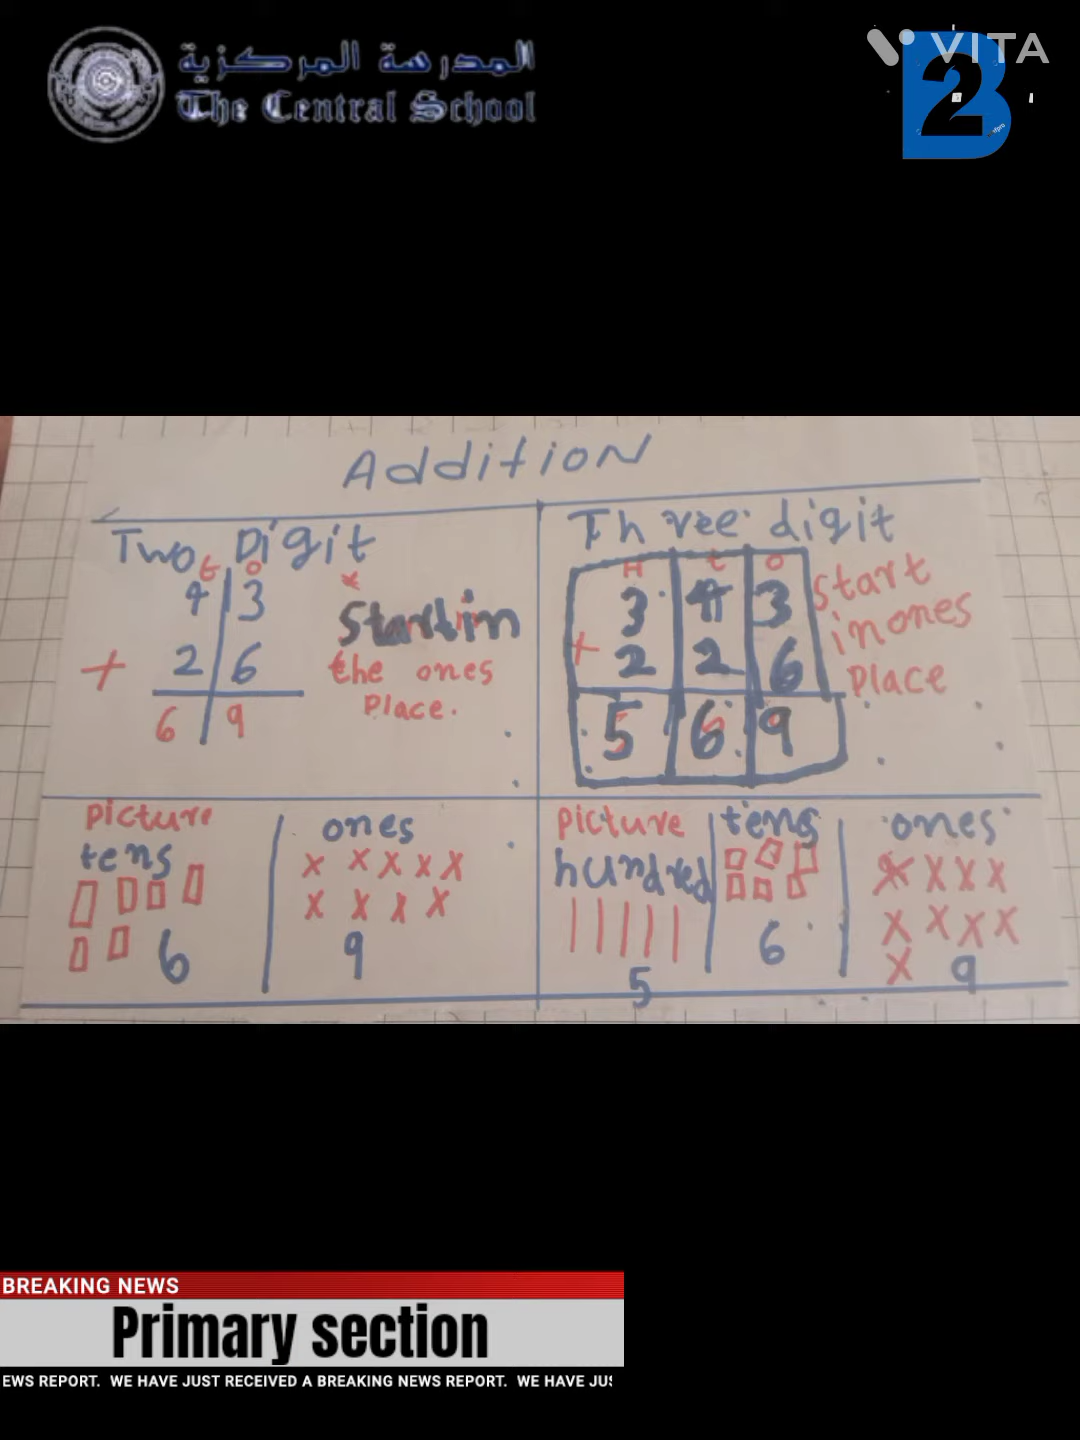 المدرسة المركزية
The Central School
VITA
B
2
Addition
Two Digit
t o
4 3
+ 2 6
6 9
* Start in
the ones
Place.
Three digit
H t o
3 4 3
+ 2 2 6
5 6 9
Start
in ones
Place
picture
tens
6
ones
x x x x x
x x x x
9
picture
hundred
5
tens
6
ones
x x x x
x x x x
x 9
BREAKING NEWS
Primary section
EWS REPORT. WE HAVE JUST RECEIVED A BREAKING NEWS REPORT. WE HAVE JUS